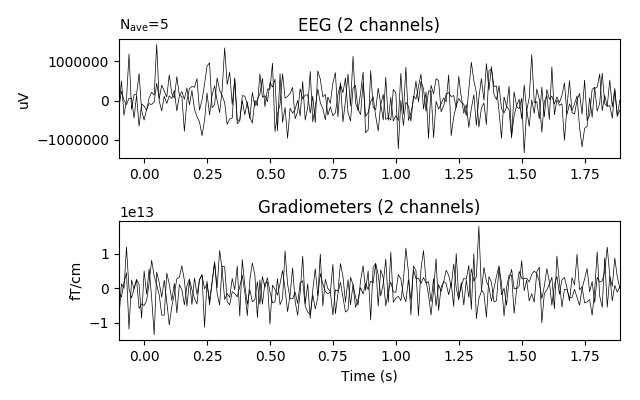 N_ave=5
EEG (2 channels)
uV
1000000
0
−1000000
0.00 0.25 0.50 0.75 1.00 1.25 1.50 1.75
1e13
Gradiometers (2 channels)
fT/cm
1
0
−1
0.00 0.25 0.50 0.75 1.00 1.25 1.50 1.75
Time (s)